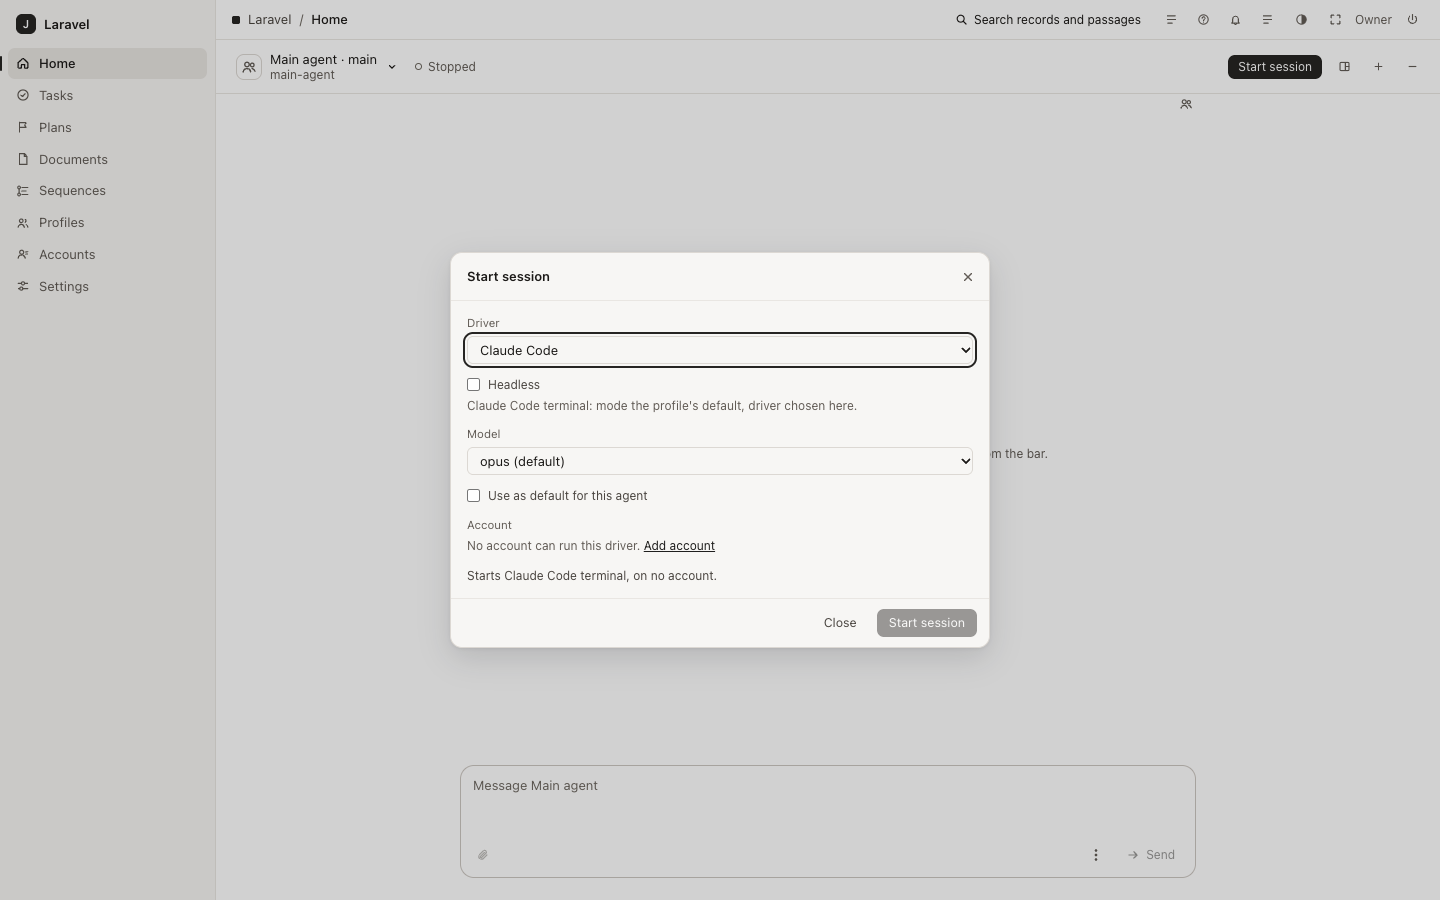 J Laravel
Home
Tasks
Plans
Documents
Sequences
Profiles
Accounts
Settings
Laravel / Home
Search records and passages
Owner
Main agent · main
main-agent
Stopped
Start session
om the bar.
Start session
Driver
Claude Code
Headless
Claude Code terminal: mode the profile's default, driver chosen here.
Model
opus (default)
Use as default for this agent
Account
No account can run this driver. Add account
Starts Claude Code terminal, on no account.
Close
Start session
Message Main agent
Send